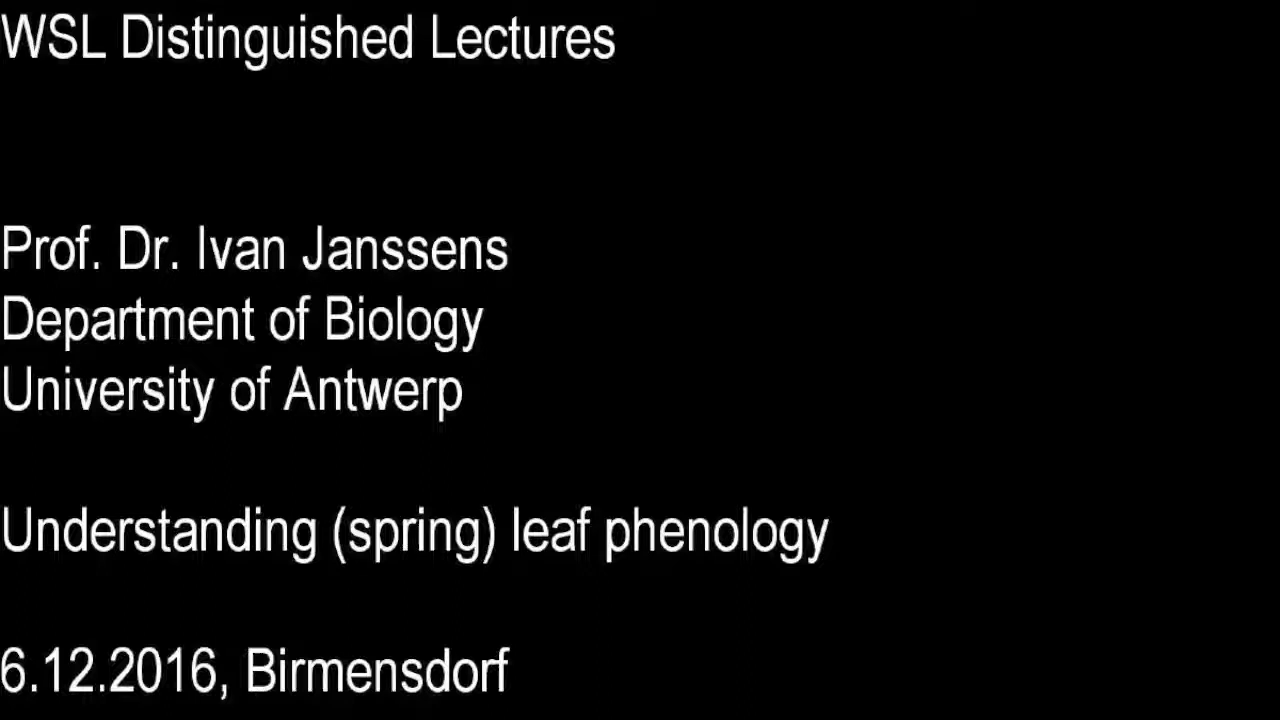 WSL Distinguished Lectures
Prof. Dr. Ivan Janssens
Department of Biology
University of Antwerp
Understanding (spring) leaf phenology
6.12.2016, Birmensdorf